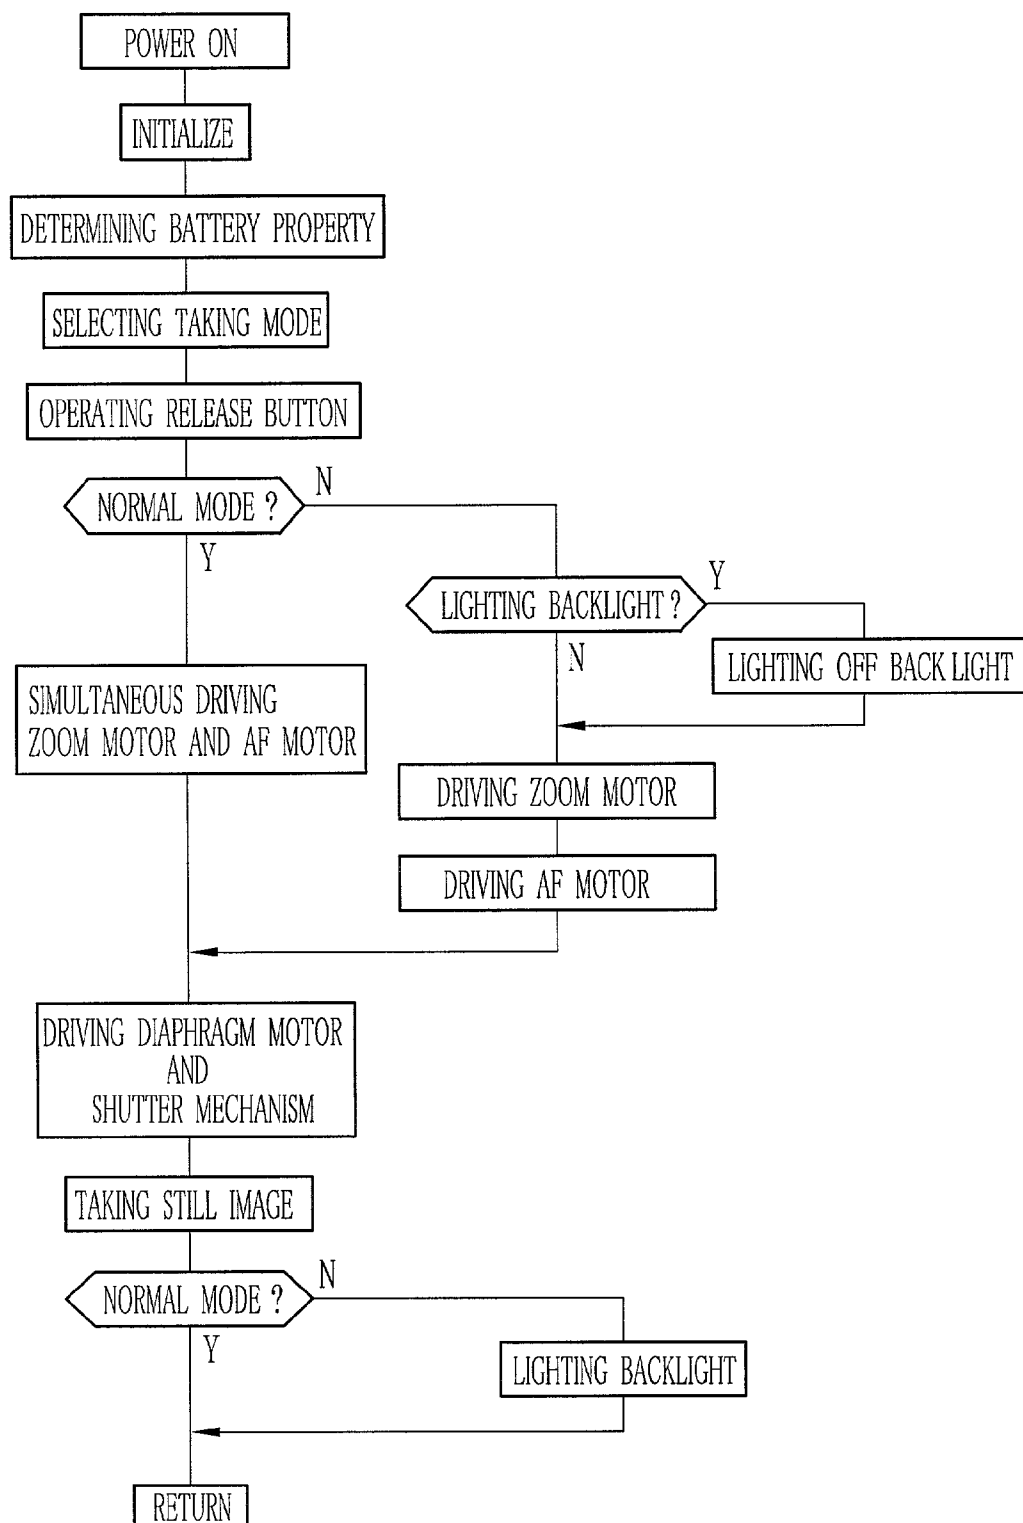 POWER ON
INITIALIZE
DETERMINING BATTERY PROPERTY
SELECTING TAKING MODE
OPERATING RELEASE BUTTON
NORMAL MODE ?
N
Y
LIGHTING BACKLIGHT ?
Y
N
LIGHTING OFF BACK LIGHT
SIMULTANEOUS DRIVING
ZOOM MOTOR AND AF MOTOR
DRIVING ZOOM MOTOR
DRIVING AF MOTOR
DRIVING DIAPHRAGM MOTOR
AND
SHUTTER MECHANISM
TAKING STILL IMAGE
NORMAL MODE ?
N
Y
LIGHTING BACKLIGHT
RETURN